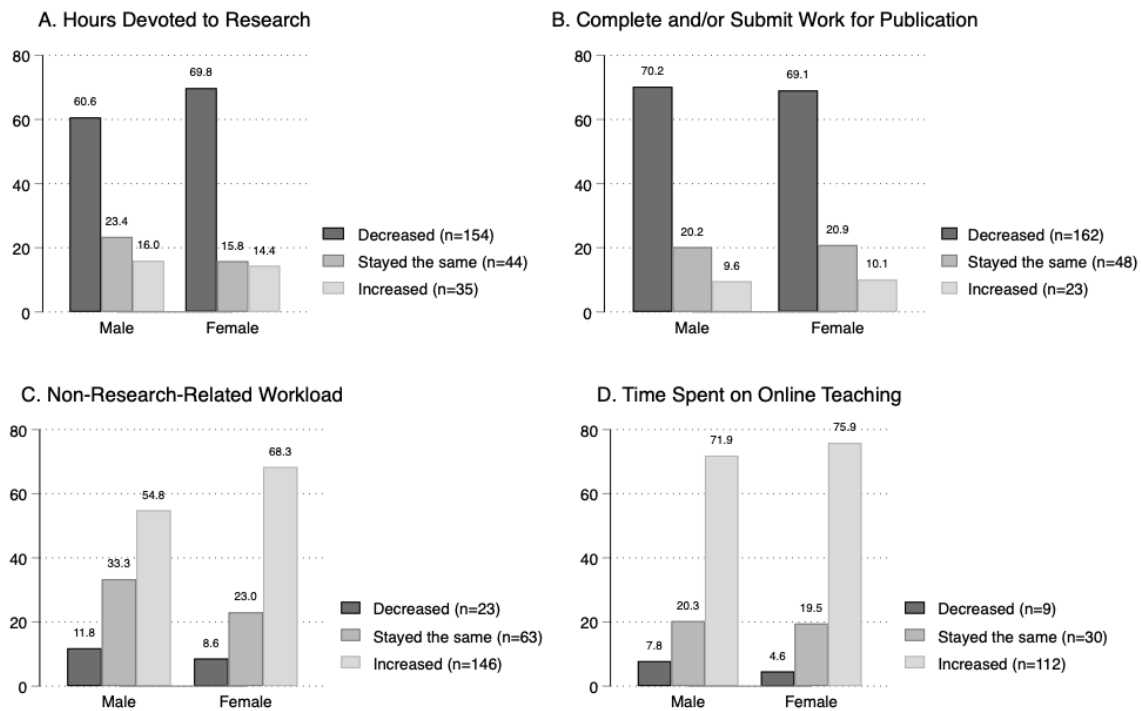 A. Hours Devoted to Research
80
60
40
20
0
60.6
23.4
16.0
69.8
15.8
14.4
Male
Female
Decreased (n=154)
Stayed the same (n=44)
Increased (n=35)
B. Complete and/or Submit Work for Publication
80
60
40
20
0
70.2
20.2
9.6
69.1
20.9
10.1
Male
Female
Decreased (n=162)
Stayed the same (n=48)
Increased (n=23)
C. Non-Research-Related Workload
80
60
40
20
0
11.8
33.3
54.8
8.6
23.0
68.3
Male
Female
Decreased (n=23)
Stayed the same (n=63)
Increased (n=146)
D. Time Spent on Online Teaching
80
60
40
20
0
7.8
20.3
71.9
4.6
19.5
75.9
Male
Female
Decreased (n=9)
Stayed the same (n=30)
Increased (n=112)